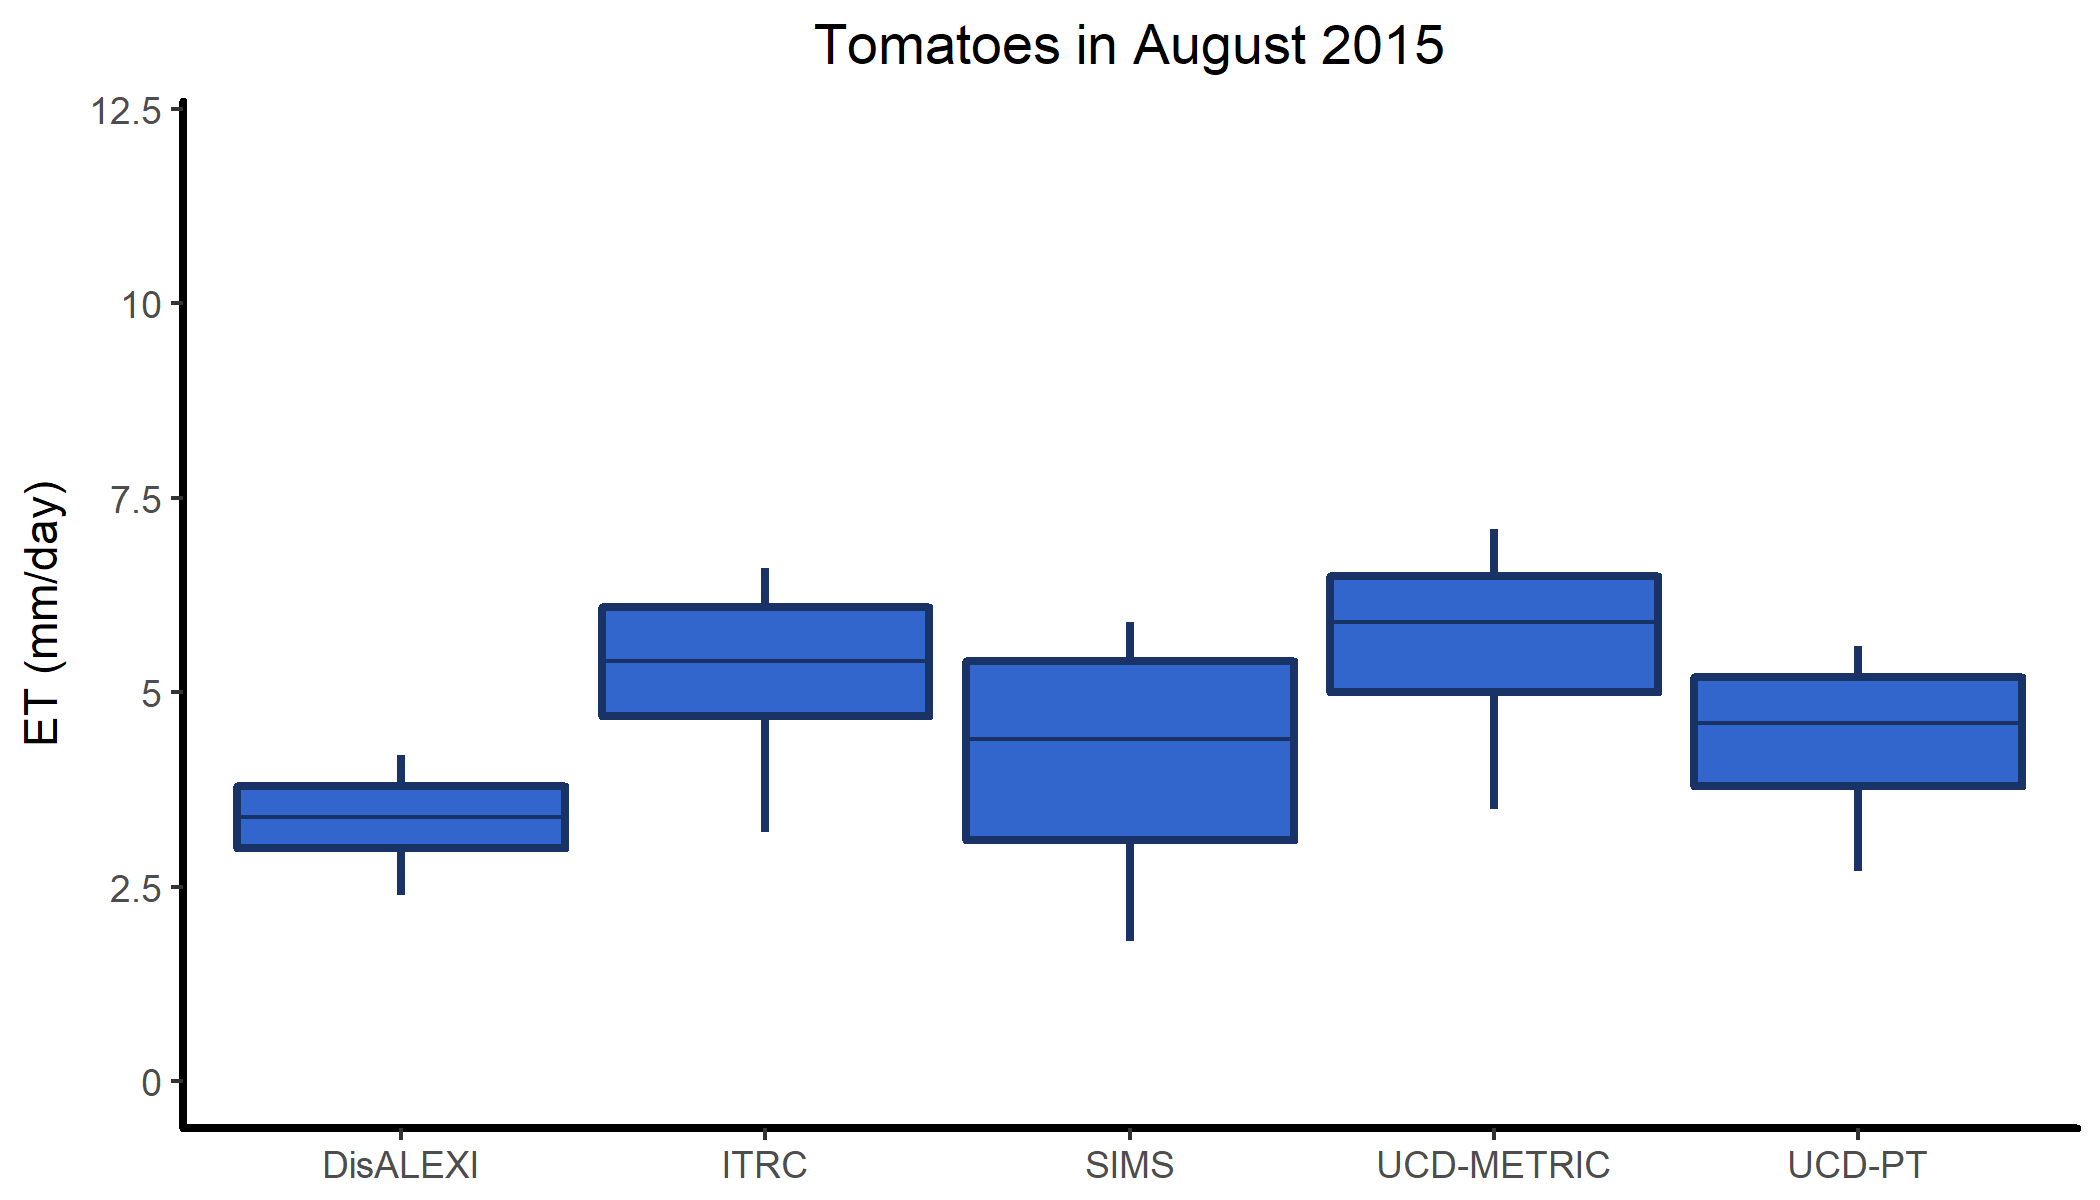 Tomatoes in August 2015
12.5
10
7.5
5
2.5
0
ET (mm/day)
DisALEXI
ITRC
SIMS
UCD-METRIC
UCD-PT